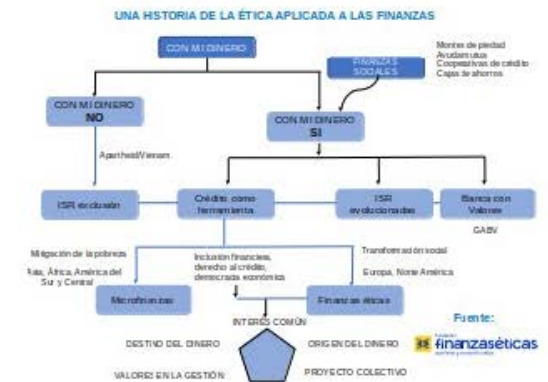 UNA HISTORIA DE LA ÉTICA APLICADA A LAS FINANZAS
CON MI DINERO
FINANZAS
SOCIALES
Montes de piedad
Ayuda mutua
Cooperativas de crédito
Cajas de ahorros
CON MI DINERO
NO
CON MI DINERO
SI
Apartheid/Vietnam
ISR exclusión
Crédito como
herramienta
ISR
evolucionadas
Banca con
Valores
GABV
Mitigación de la pobreza
Asia, África, América del
Sur y Central
Inclusión financiera,
derecho al crédito,
democracia económica
Transformación social
Europa, Norte América
Microfinanzas
Finanzas éticas
INTERÉS COMÚN
DESTINO DEL DINERO
ORIGEN DEL DINERO
VALORES EN LA GESTIÓN
PROYECTO COLECTIVO
Fuente:
finanzaséticas